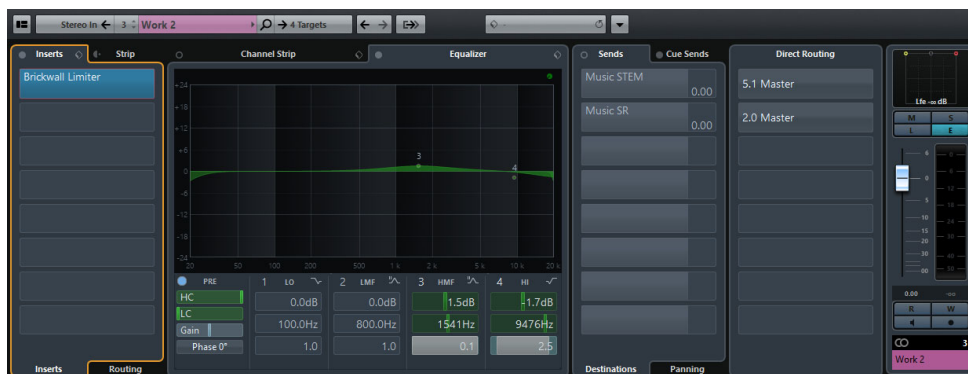 Stereo In 3 Work 2 4 Targets
Inserts Strip Channel Strip Equalizer Sends Cue Sends Direct Routing
Brickwall Limiter
Music STEM
0.00
Music SR
0.00
5.1 Master
2.0 Master
+24
+18
+12
+6
0
-6
-12
-18
-24
3
4
20 50 100 200 500 1 k 2 k 5 k 10 k 20 k
PRE 1 LO 2 LMF 3 HMF 4 HI
HC 0.0dB 0.0dB 1.5dB -1.7dB
LC 100.0Hz 800.0Hz 1541Hz 9476Hz
Gain
Phase 0° 1.0 1.0 0.1 2.5
Inserts Routing Destinations Panning
Lfe -∞ dB
M S
L E
6
0
5
10
15
20
30
00
0.00 -∞
R W
3
Work 2